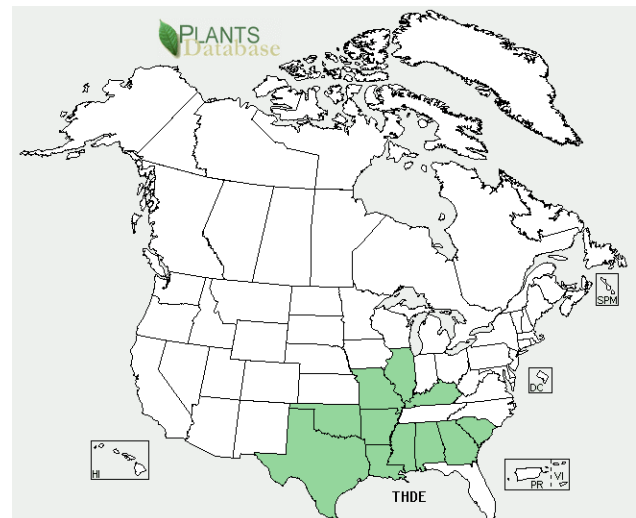 PLANTS
Database
SPM
DC
HI
PR VI
THDE